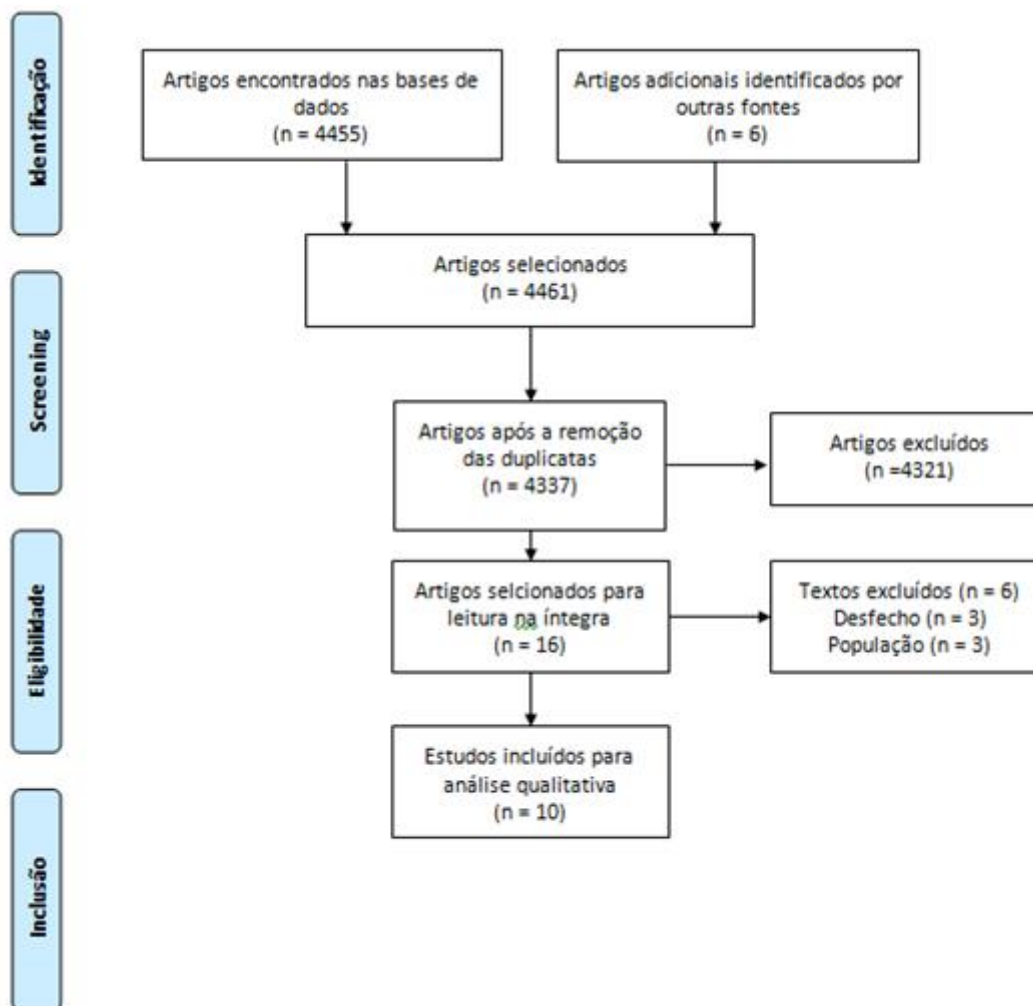 Identificação
Artigos encontrados nas bases de
dados
(n = 4455)
Artigos adicionais identificados por
outras fontes
(n = 6)
Artigos selecionados
(n = 4461)
Screening
Artigos após a remoção
das duplicatas
(n = 4337)
Artigos excluídos
(n =4321)
Eligibilidade
Artigos selcionados para
leitura na íntegra
(n = 16)
Textos excluídos (n = 6)
Desfecho (n = 3)
População (n = 3)
Estudos incluídos para
análise qualitativa
(n = 10)
Inclusão